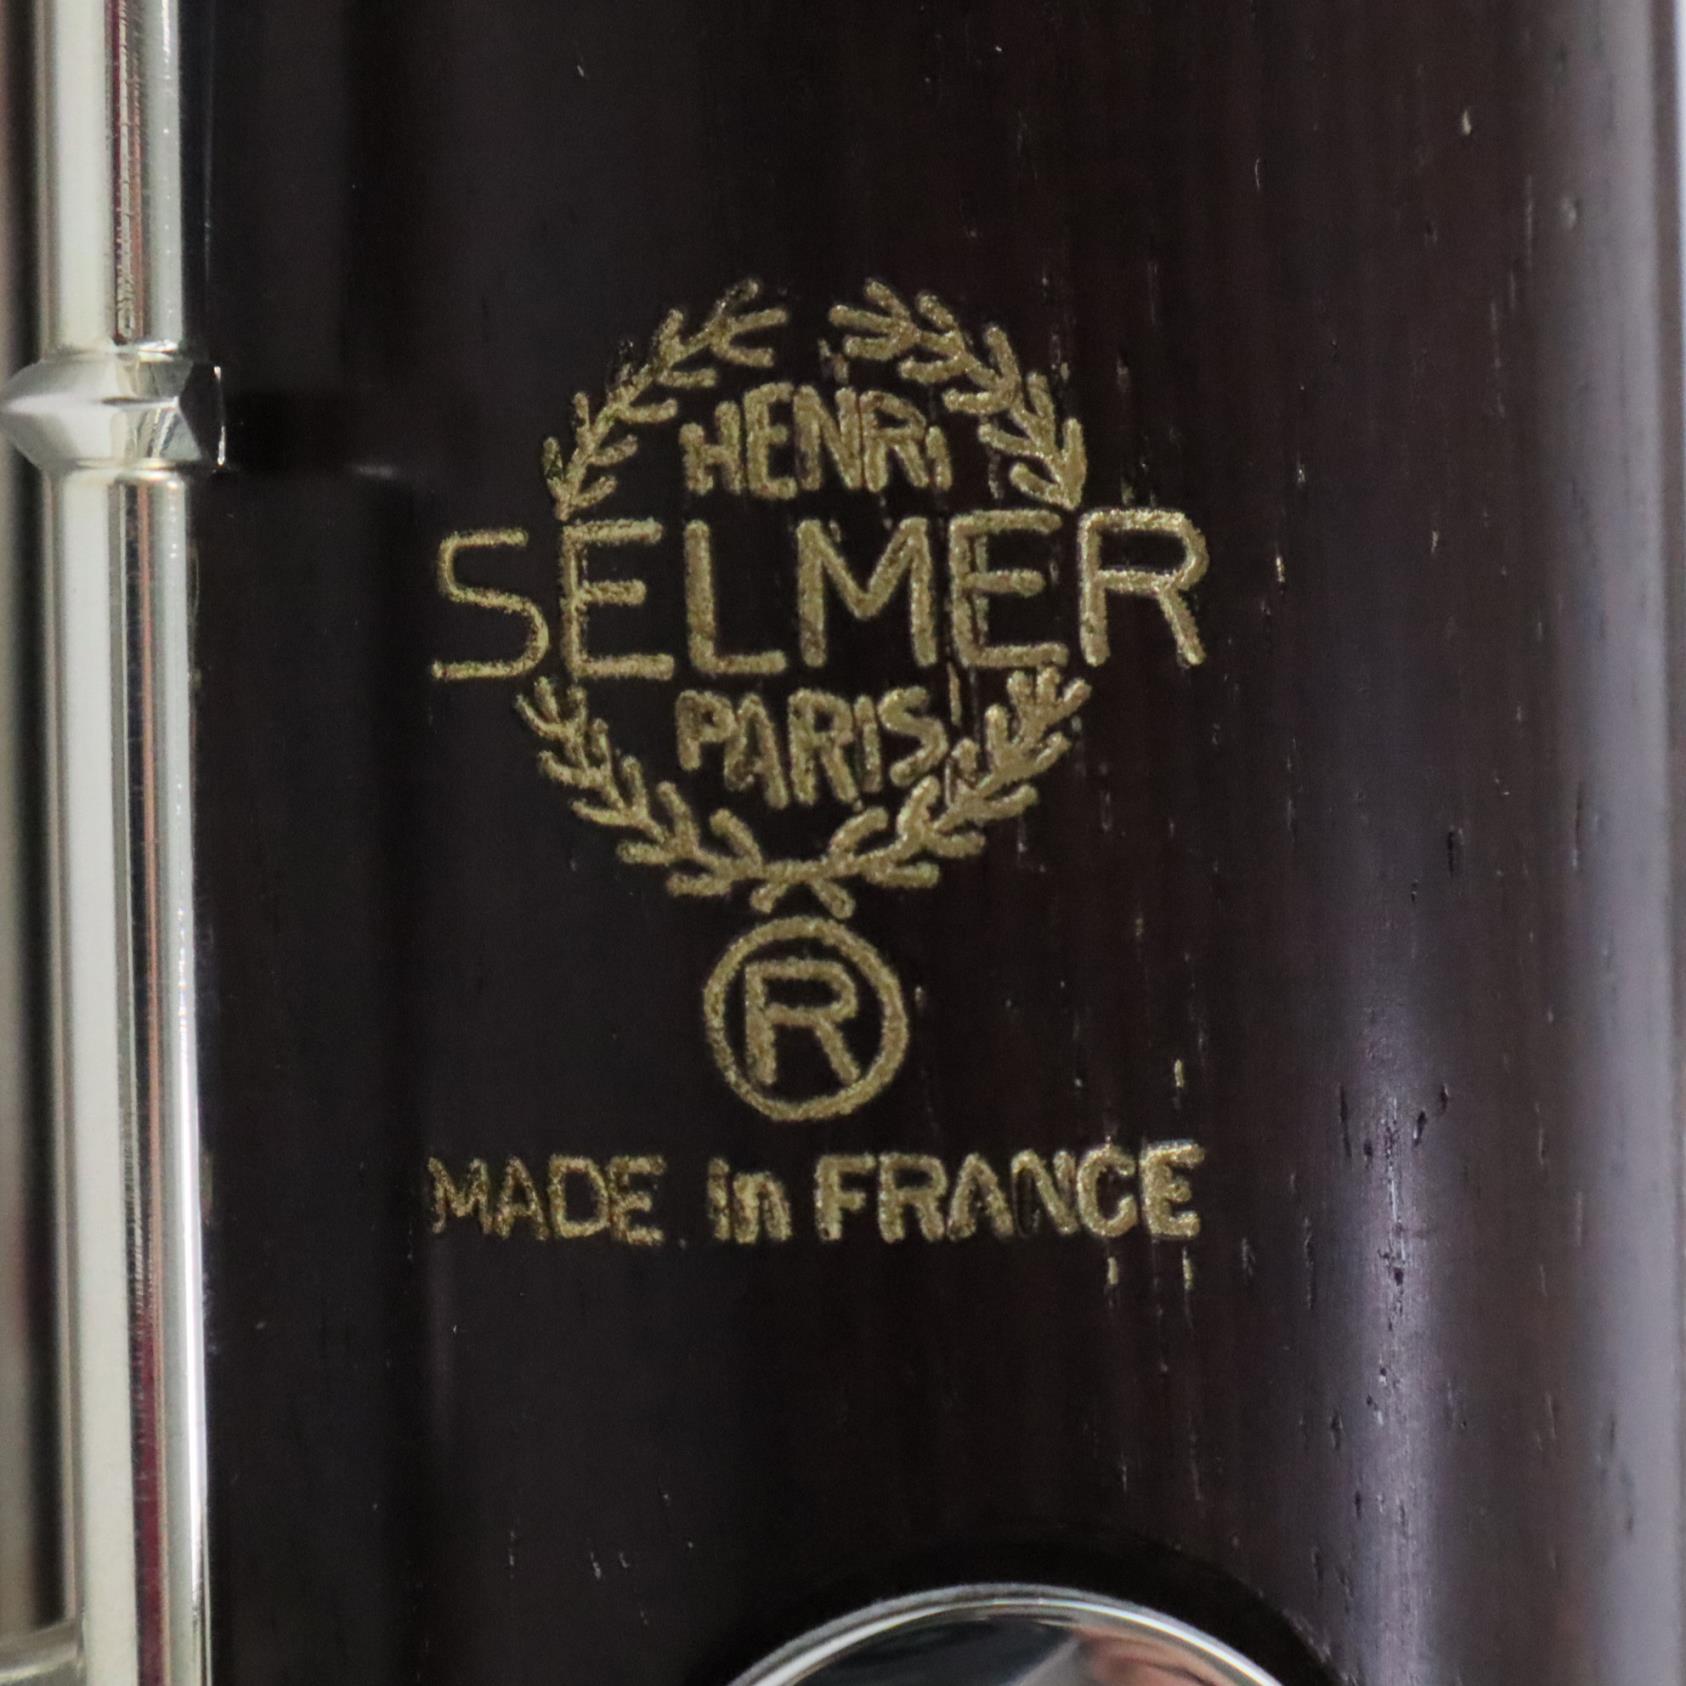 HENRI
SELMER
PARIS
®
MADE in FRANCE